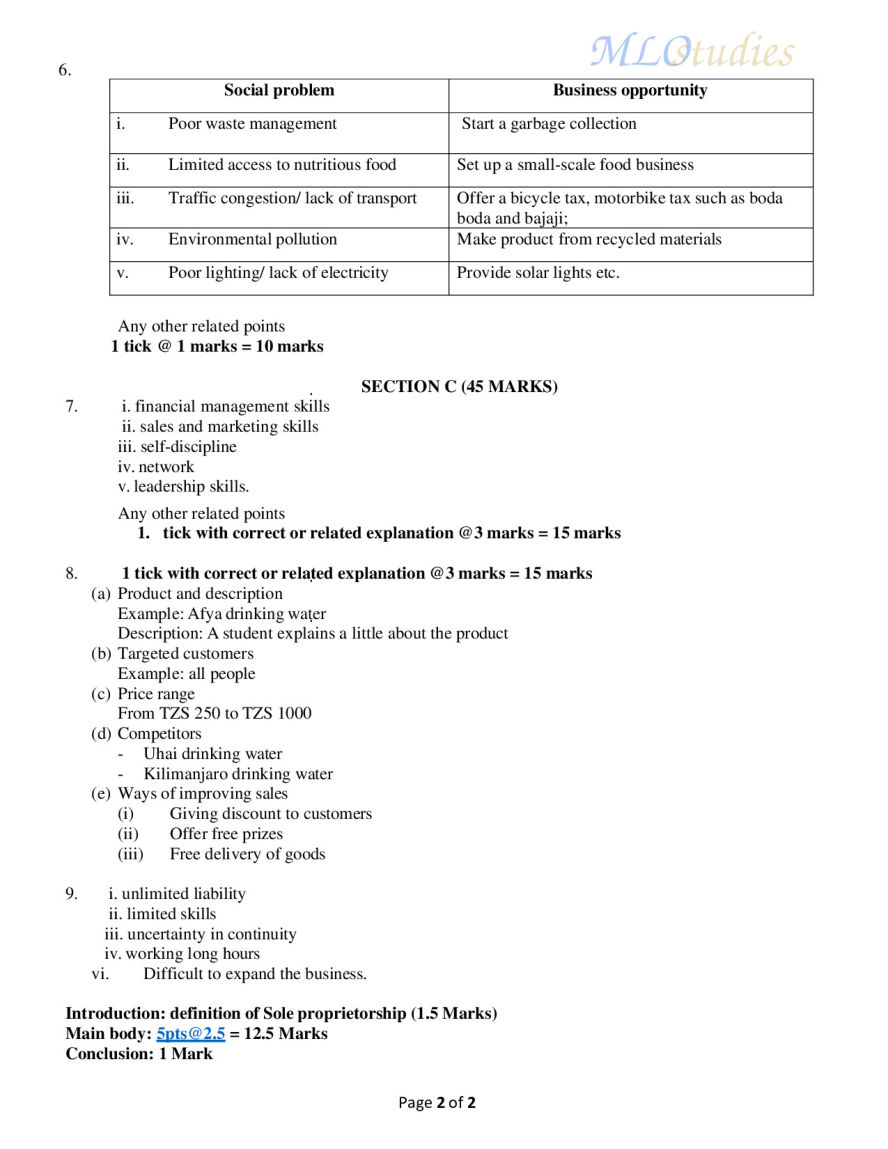 MLOstudies
6.
Social problem Business opportunity
i. Poor waste management Start a garbage collection
ii. Limited access to nutritious food Set up a small-scale food business
iii. Traffic congestion/ lack of transport Offer a bicycle tax, motorbike tax such as boda
boda and bajaji;
iv. Environmental pollution Make product from recycled materials
v. Poor lighting/ lack of electricity Provide solar lights etc.
Any other related points
1 tick @ 1 marks = 10 marks
SECTION C (45 MARKS)
7. i. financial management skills
ii. sales and marketing skills
iii. self-discipline
iv. network
v. leadership skills.
Any other related points
1. tick with correct or related explanation @3 marks = 15 marks
8. 1 tick with correct or related explanation @3 marks = 15 marks
(a) Product and description
Example: Afya drinking water
Description: A student explains a little about the product
(b) Targeted customers
Example: all people
(c) Price range
From TZS 250 to TZS 1000
(d) Competitors
- Uhai drinking water
- Kilimanjaro drinking water
(e) Ways of improving sales
(i) Giving discount to customers
(ii) Offer free prizes
(iii) Free delivery of goods
9. i. unlimited liability
ii. limited skills
iii. uncertainty in continuity
iv. working long hours
vi. Difficult to expand the business.
Introduction: definition of Sole proprietorship (1.5 Marks)
Main body: 5pts@2.5 = 12.5 Marks
Conclusion: 1 Mark
Page 2 of 2